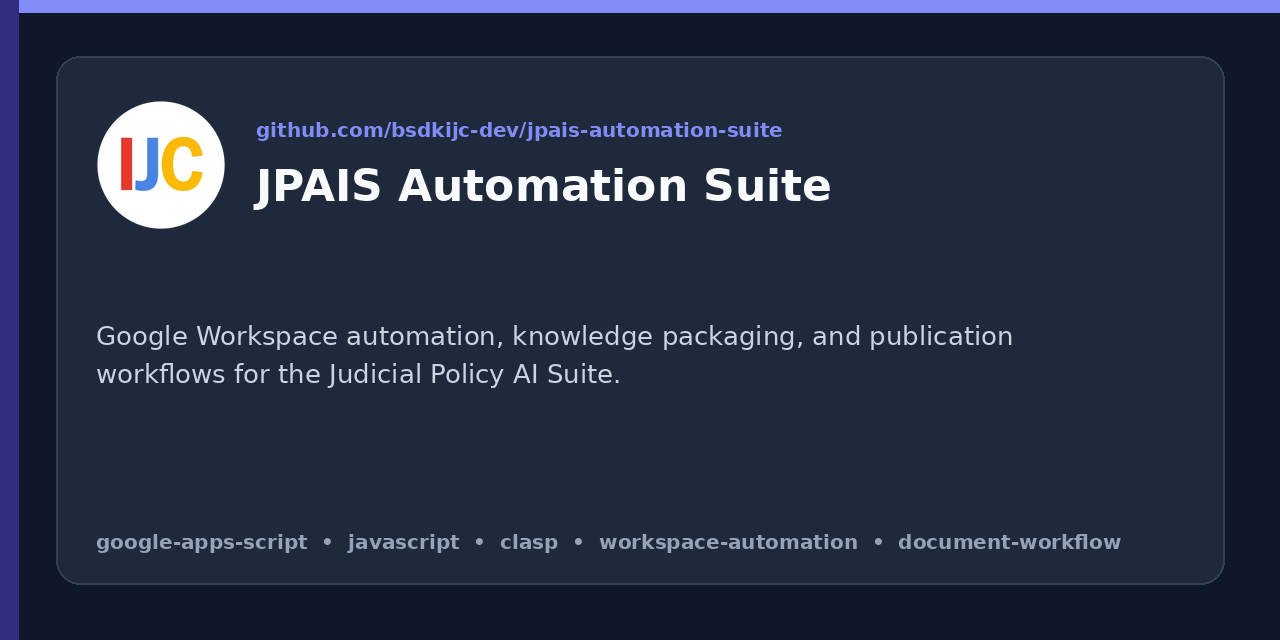 IJC
github.com/bsdkijc-dev/jpais-automation-suite
JPAIS Automation Suite
Google Workspace automation, knowledge packaging, and publication
workflows for the Judicial Policy AI Suite.
google-apps-script • javascript • clasp • workspace-automation • document-workflow